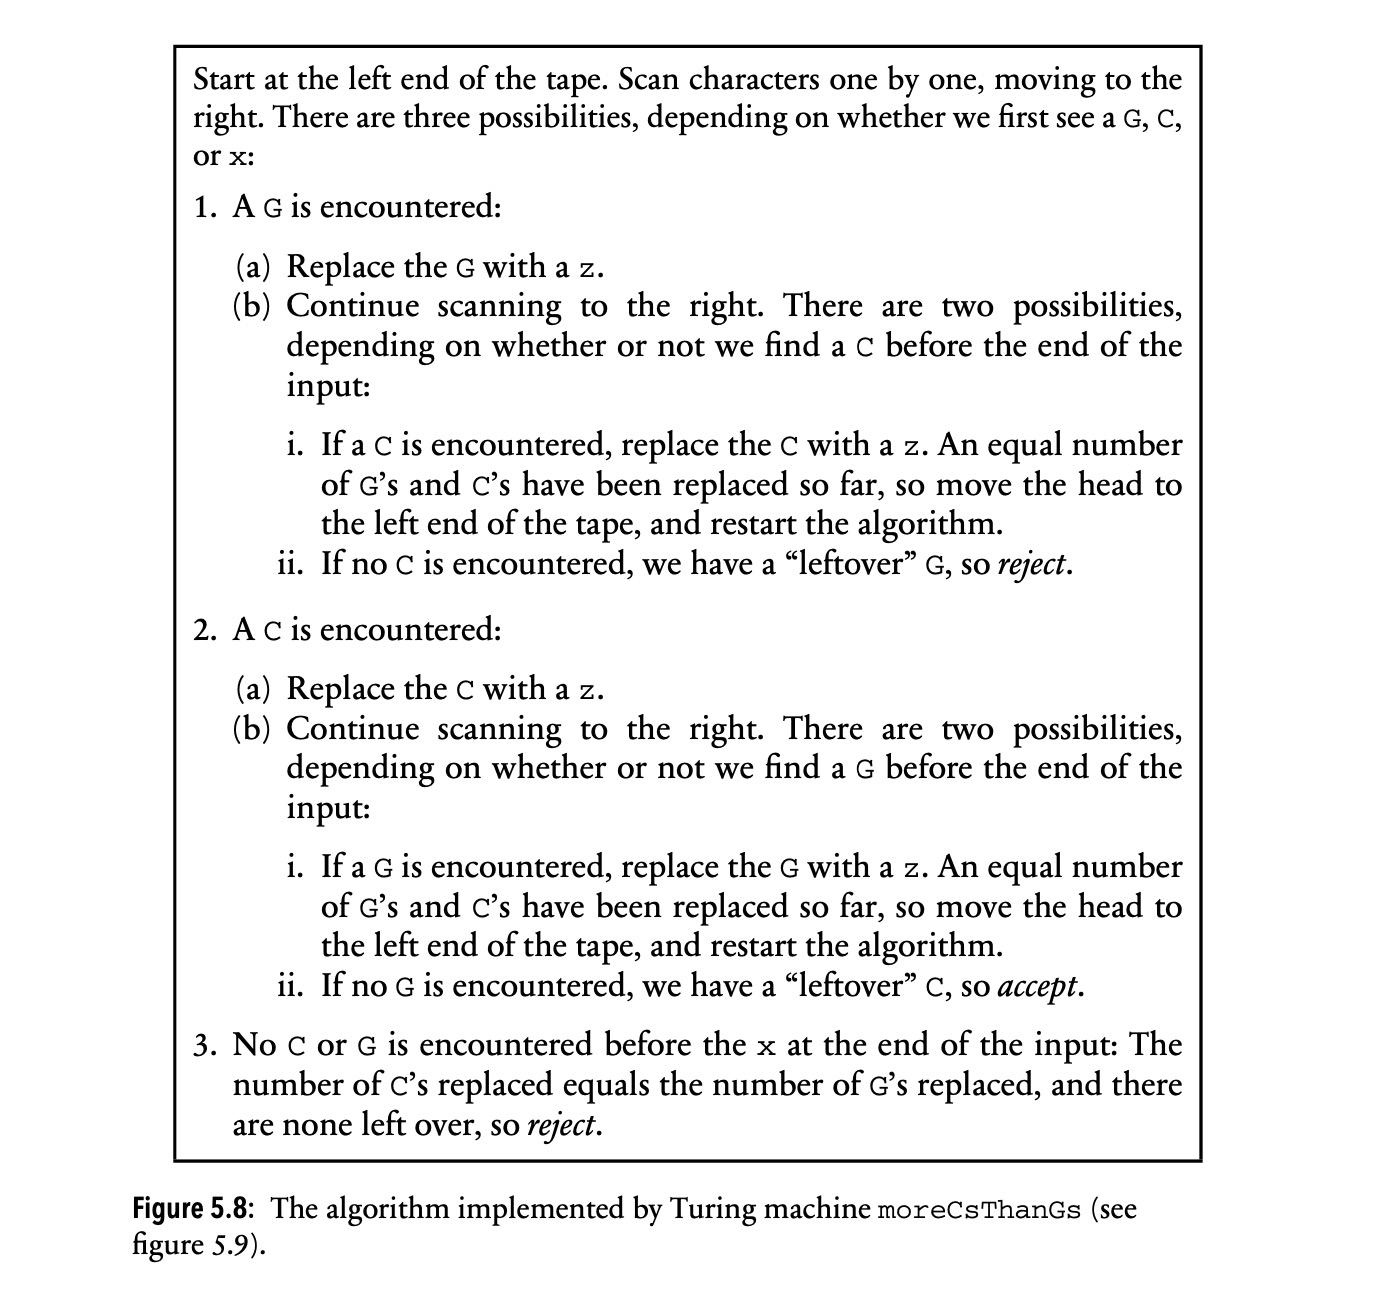 Start at the left end of the tape. Scan characters one by one, moving to the
right. There are three possibilities, depending on whether we first see a G, C,
or x:
1. A G is encountered:
(a) Replace the G with a z.
(b) Continue scanning to the right. There are two possibilities,
depending on whether or not we find a C before the end of the
input:
i. If a C is encountered, replace the C with a z. An equal number
of G’s and C’s have been replaced so far, so move the head to
the left end of the tape, and restart the algorithm.
ii. If no C is encountered, we have a “leftover” G, so reject.
2. A C is encountered:
(a) Replace the C with a z.
(b) Continue scanning to the right. There are two possibilities,
depending on whether or not we find a G before the end of the
input:
i. If a G is encountered, replace the G with a z. An equal number
of G’s and C’s have been replaced so far, so move the head to
the left end of the tape, and restart the algorithm.
ii. If no G is encountered, we have a “leftover” C, so accept.
3. No C or G is encountered before the x at the end of the input: The
number of C’s replaced equals the number of G’s replaced, and there
are none left over, so reject.
Figure 5.8: The algorithm implemented by Turing machine moreCsThanGs (see
figure 5.9).